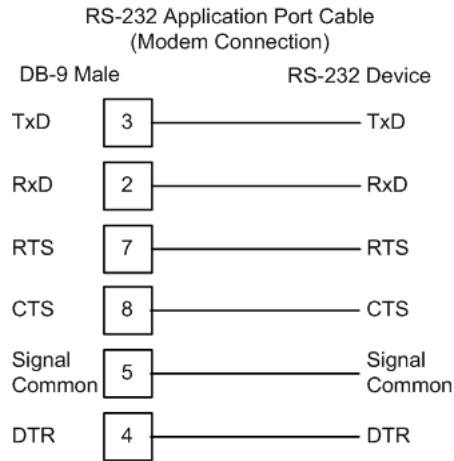 RS-232 Application Port Cable
(Modem Connection)
DB-9 Male RS-232 Device
TxD 3 TxD
RxD 2 RxD
RTS 7 RTS
CTS 8 CTS
Signal Common 5 Signal Common
DTR 4 DTR